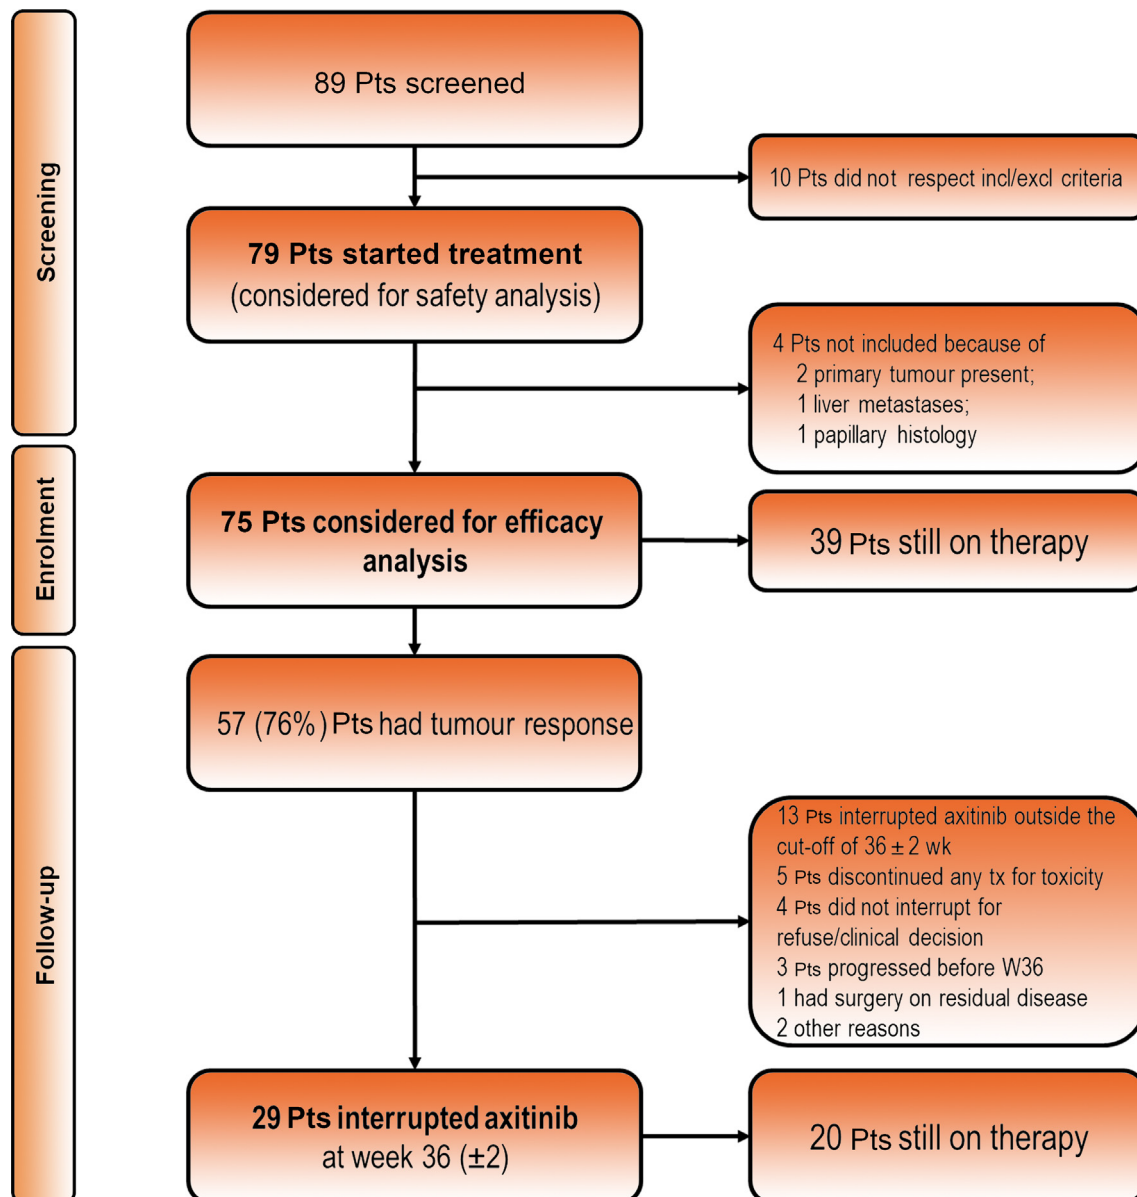 Screening
89 Pts screened
10 Pts did not respect incl/excl criteria
79 Pts started treatment
(considered for safety analysis)
4 Pts not included because of
2 primary tumour present;
1 liver metastases;
1 papillary histology
Enrolment
75 Pts considered for efficacy
analysis
39 Pts still on therapy
Follow-up
57 (76%) Pts had tumour response
13 Pts interrupted axitinib outside the
cut-off of 36 ± 2 wk
5 Pts discontinued any tx for toxicity
4 Pts did not interrupt for
refuse/clinical decision
3 Pts progressed before W36
1 had surgery on residual disease
2 other reasons
29 Pts interrupted axitinib
at week 36 (±2)
20 Pts still on therapy